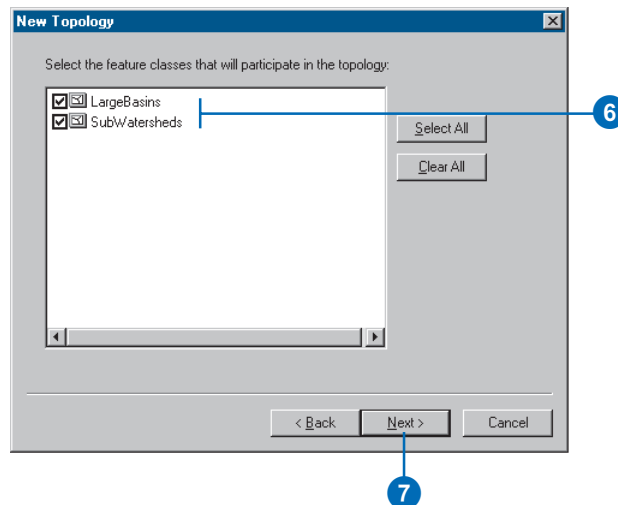 New Topology
Select the feature classes that will participate in the topology:
LargeBasins
SubWatersheds
6
Select All
Clear All
< Back
Next >
Cancel
7